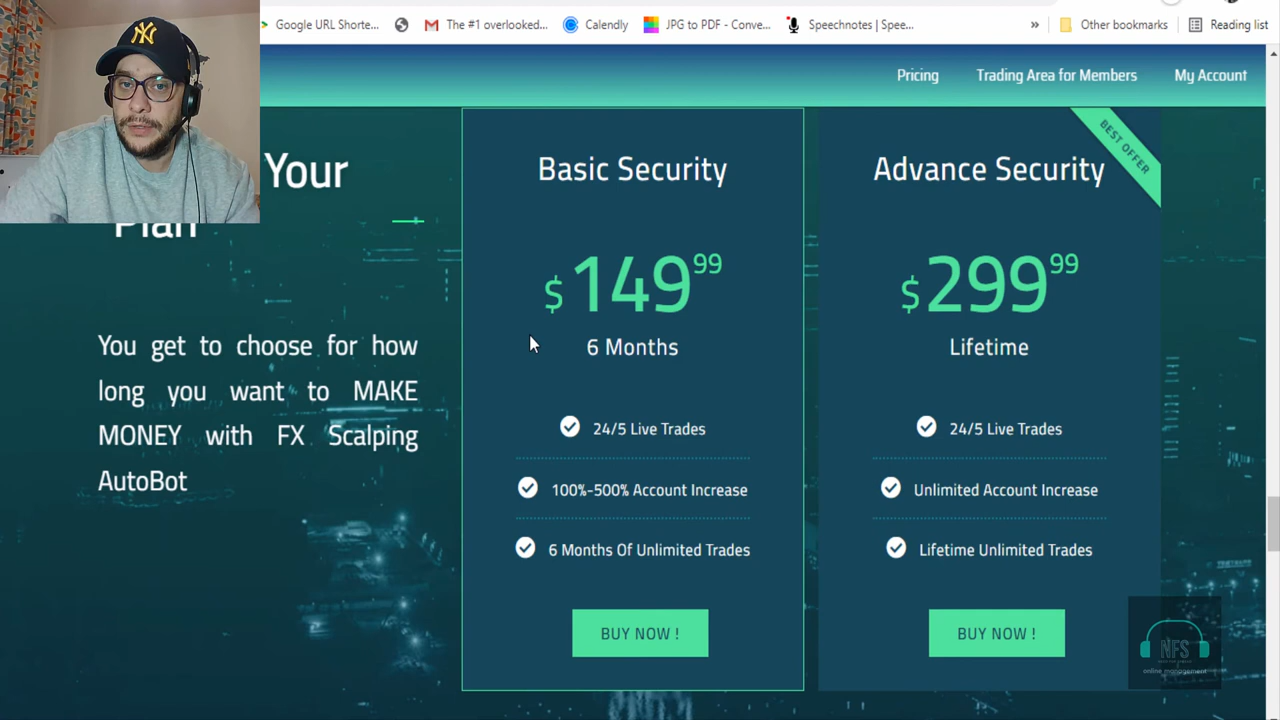 Google URL Shorte...
The #1 overlooked...
Calendly
JPG to PDF - Conve...
Speechnotes | Spee...
»
Other bookmarks
Reading list
Pricing
Trading Area for Members
My Account
Your
Plan
You get to choose for how
long you want to MAKE
MONEY with FX Scalping
AutoBot
Basic Security
$149 99
6 Months
24/5 Live Trades
100%-500% Account Increase
6 Months Of Unlimited Trades
BUY NOW !
BEST OFFER
Advance Security
$299 99
Lifetime
24/5 Live Trades
Unlimited Account Increase
Lifetime Unlimited Trades
BUY NOW !
NFS
online management